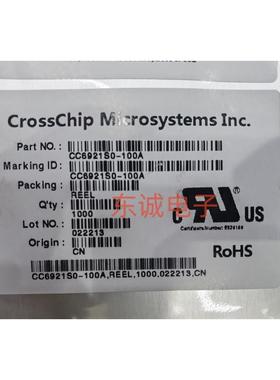 CrossChip Microsystems Inc.
Part NO. :
CC6921S0-100A
Marking ID :
CC6921S0-100A
Packing :
REEL
Q'ty :
1000
Lot NO. :
022213
Origin :
CN
东诚电子
C US
RoHS
CC6921S0-100A,REEL,1000,022213,CN